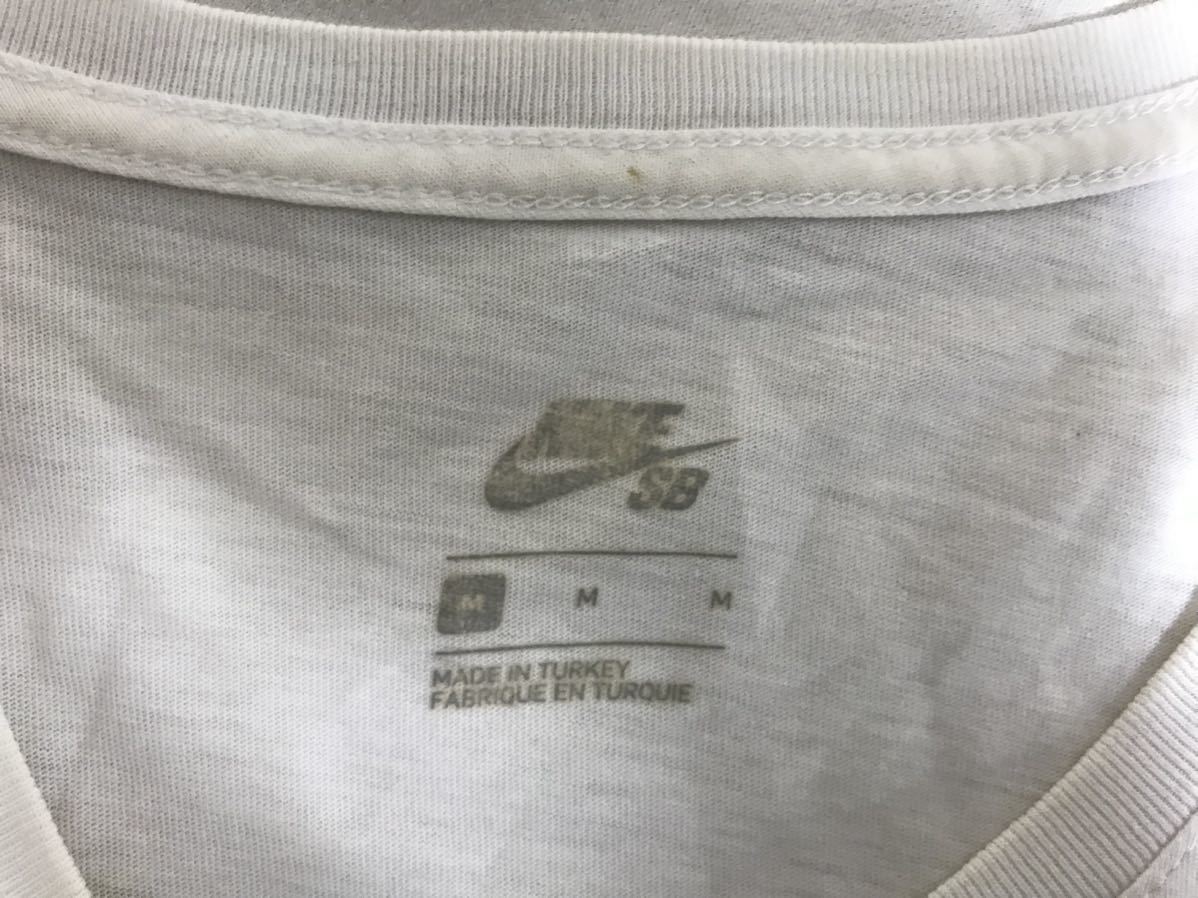 NIKE
SB
M M M
MADE IN TURKEY
FABRIQUE EN TURQUIE